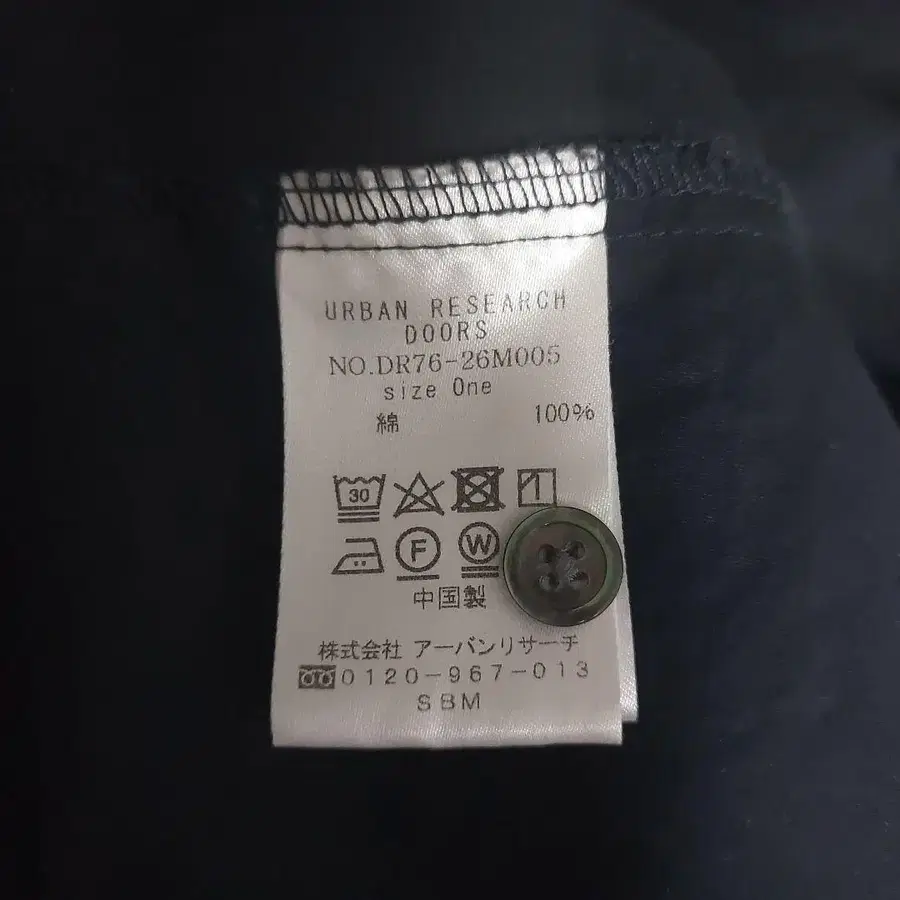 URBAN RESEARCH
DOORS
NO.DR76-26M005
size One
綿 100%
30
F W
中国製
株式会社 アーバンリサーチ
0120-967-013
SBM